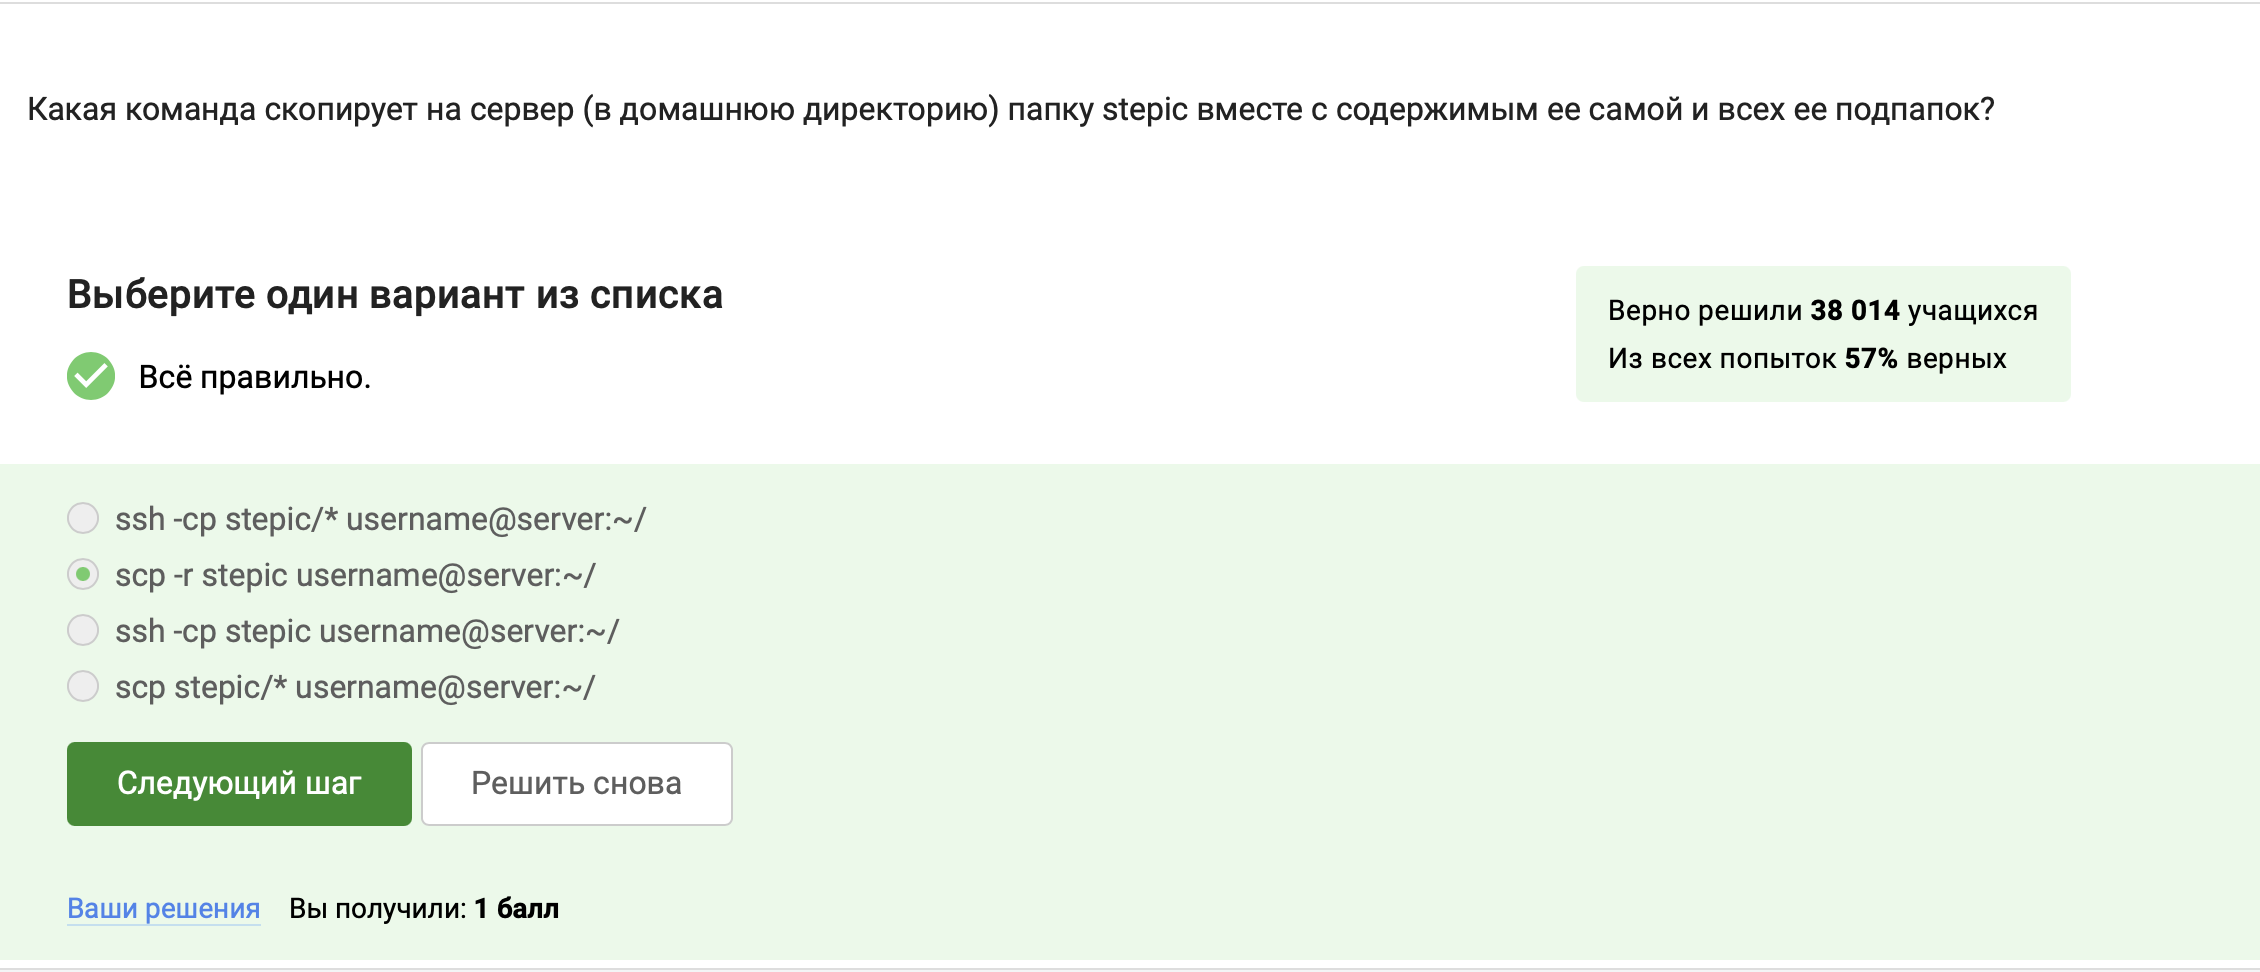 Какая команда скопирует на сервер (в домашнюю директорию) папку stepic вместе с содержимым ее самой и всех ее подпапок?
Выберите один вариант из списка
Всё правильно.
Верно решили 38 014 учащихся
Из всех попыток 57% верных
ssh -cp stepic/* username@server:~/
scp -r stepic username@server:~/
ssh -cp stepic username@server:~/
scp stepic/* username@server:~/
Следующий шаг
Решить снова
Ваши решения Вы получили: 1 балл